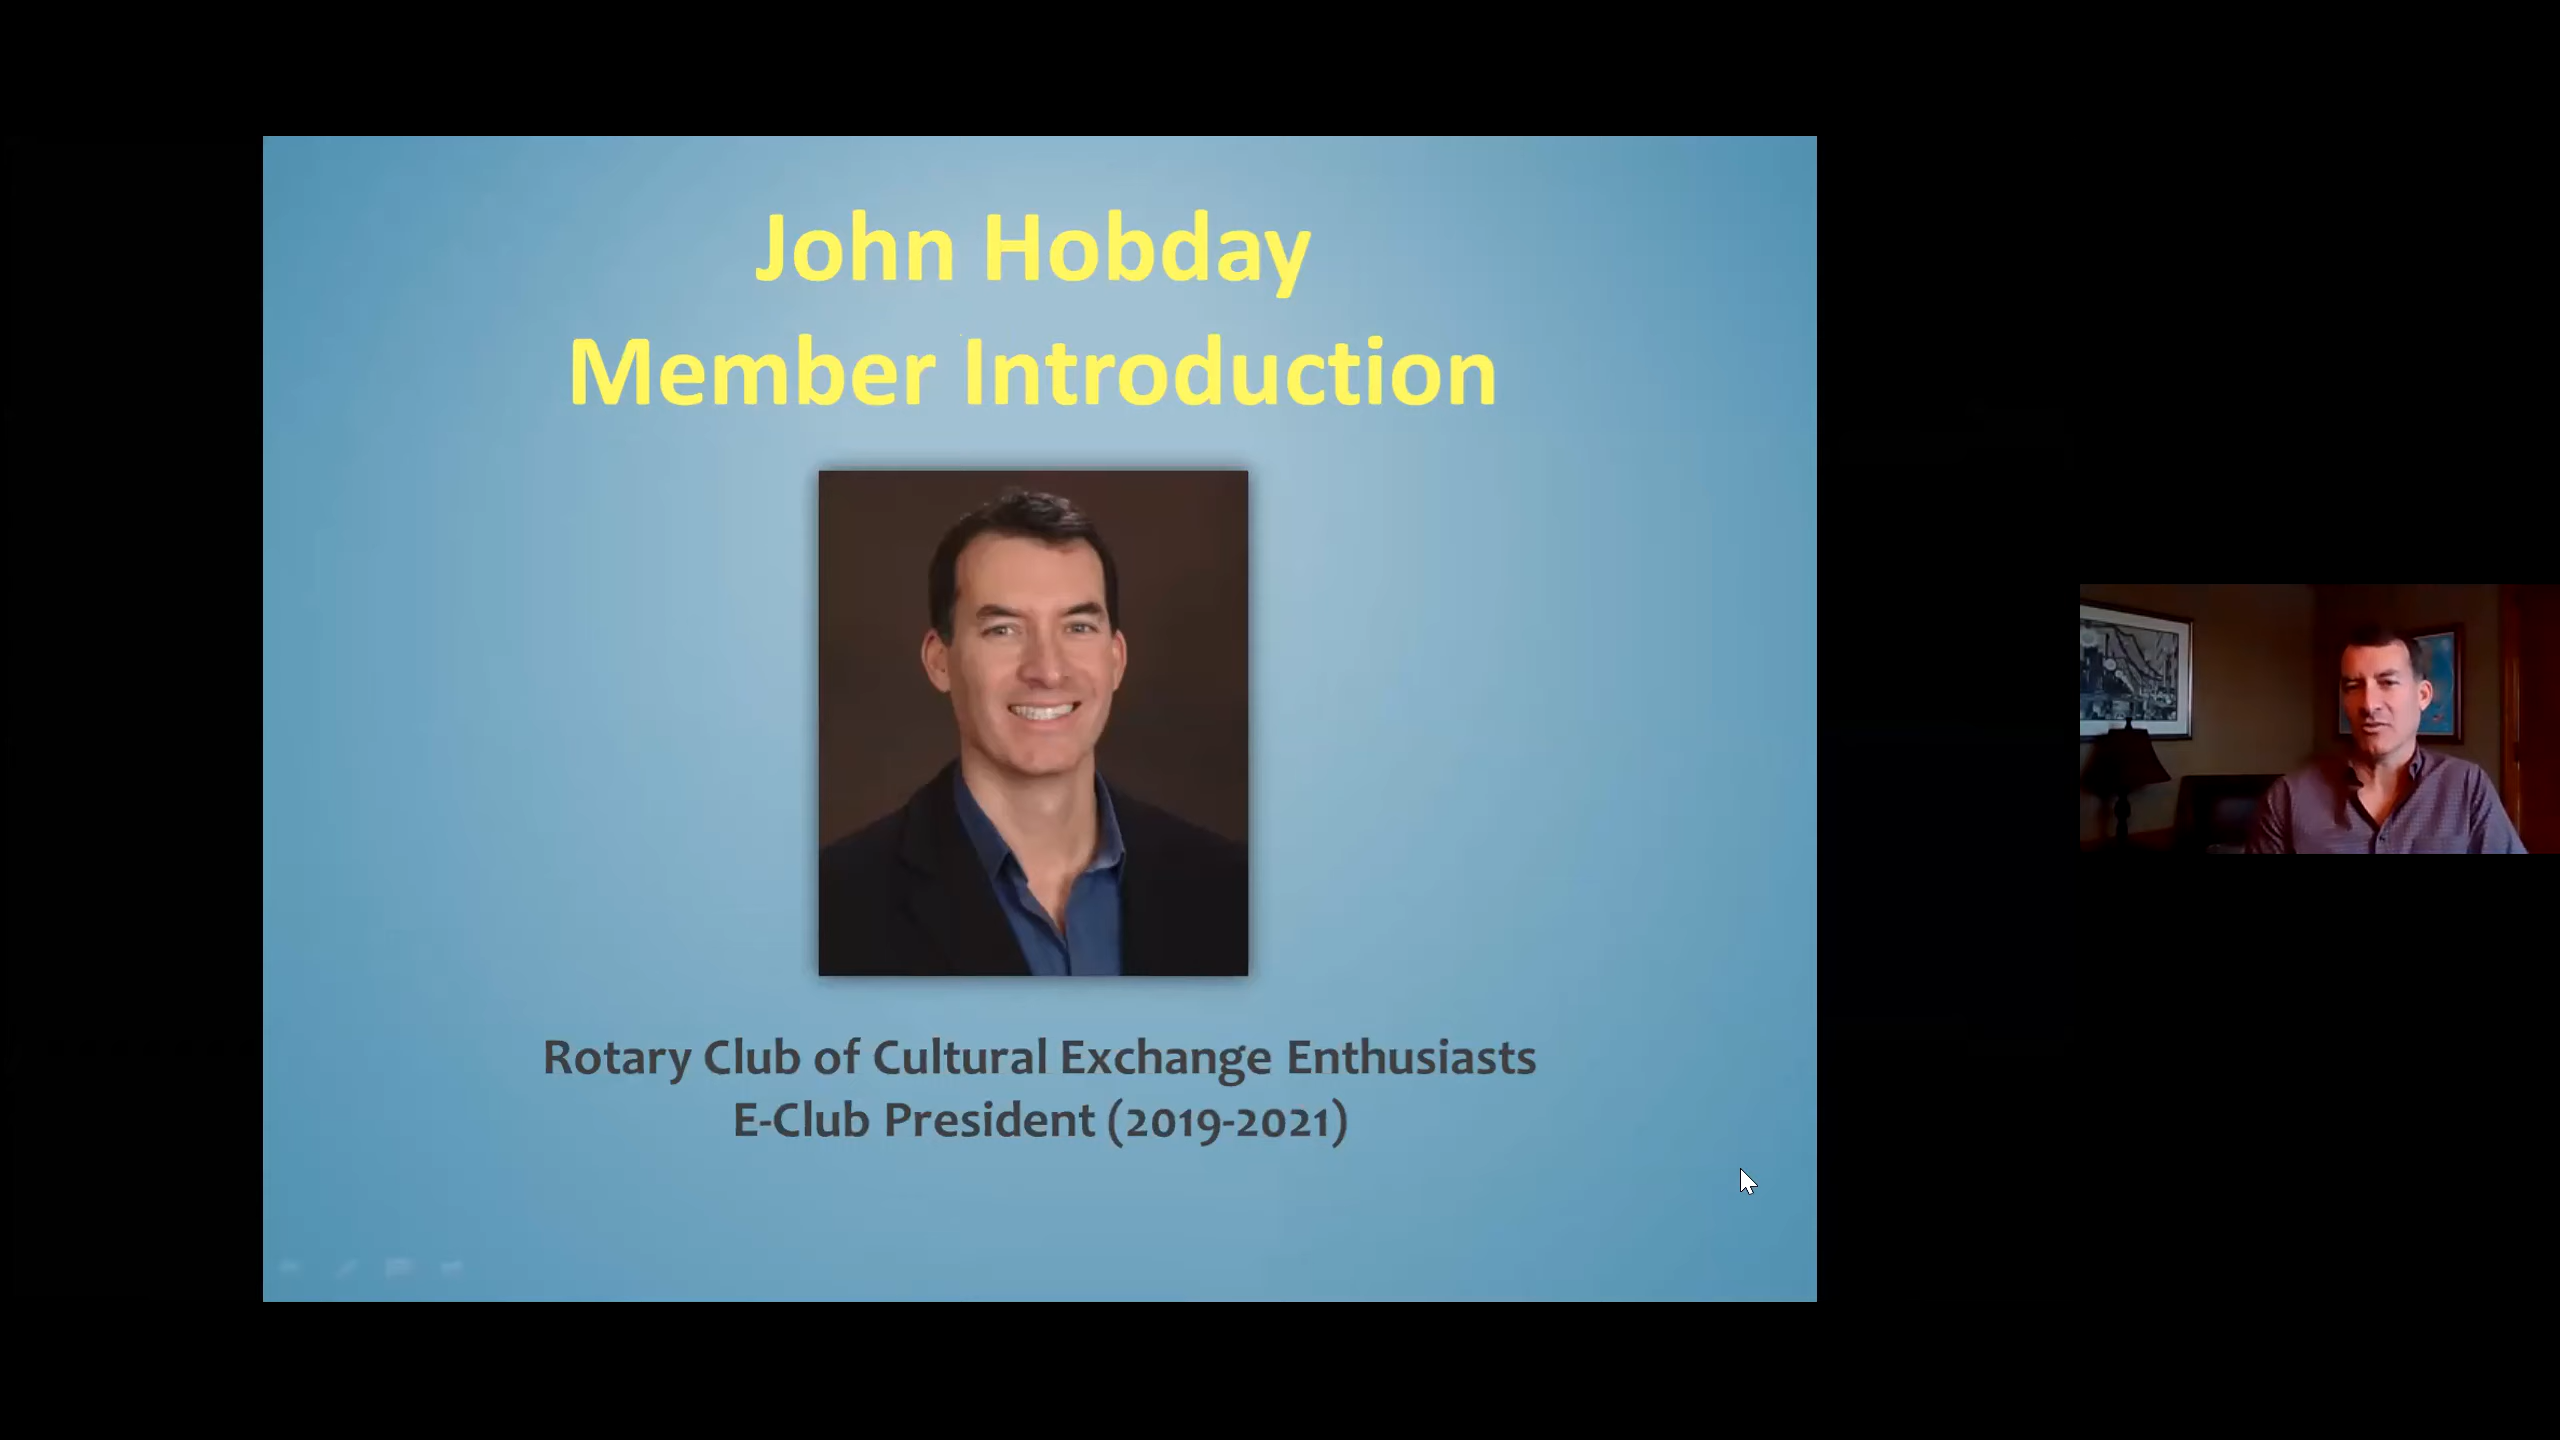 John Hobday
Member Introduction
Rotary Club of Cultural Exchange Enthusiasts
E-Club President (2019-2021)